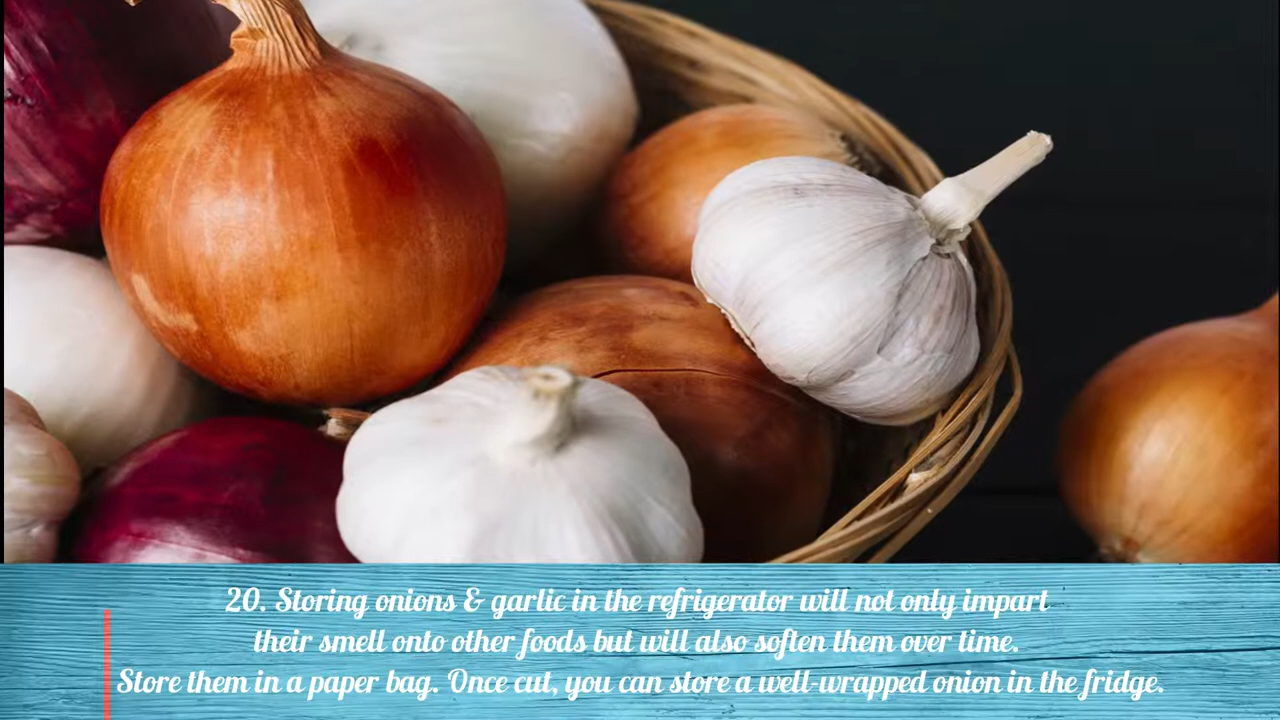 20. Storing onions & garlic in the refrigerator will not only impart
their smell onto other foods but will also soften them over time.
Store them in a paper bag. Once cut, you can store a well-wrapped onion in the fridge.